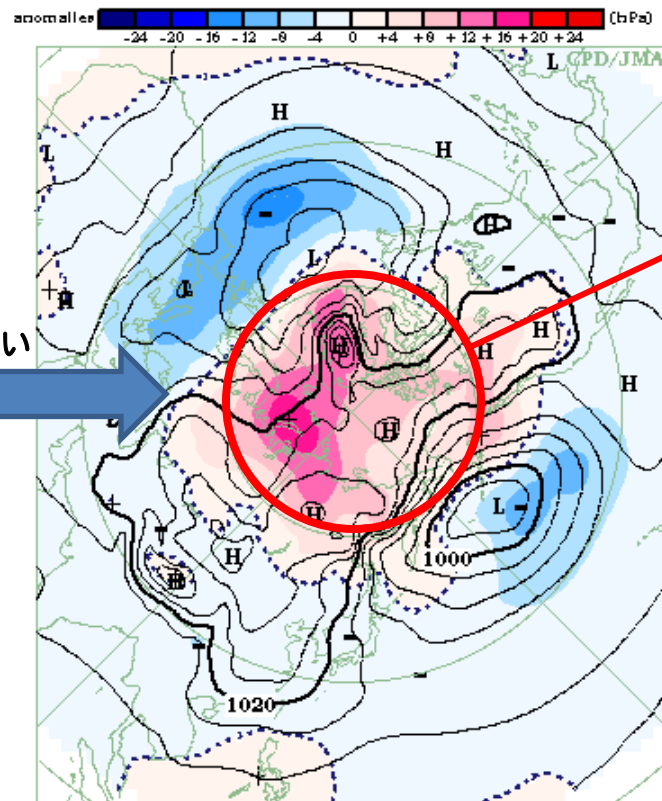 anomalies (hPa)
-24 -20 -16 -12 -8 -4 0 +4 +8 +12 +16 +20 +24
L CPD/JMA
H
H
L
H
L
H
L
H
H
H
い
H
H
H
L
H
1000
H
H
1020